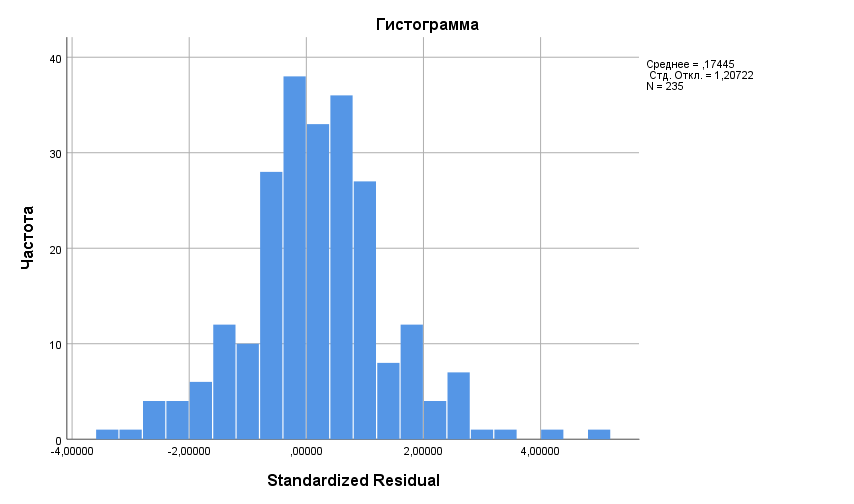 Гистограмма
Среднее = ,17445
Стд. Откл. = 1,20722
N = 235
40
30
20
10
0
Частота
-4,00000
-2,00000
,00000
2,00000
4,00000
Standardized Residual